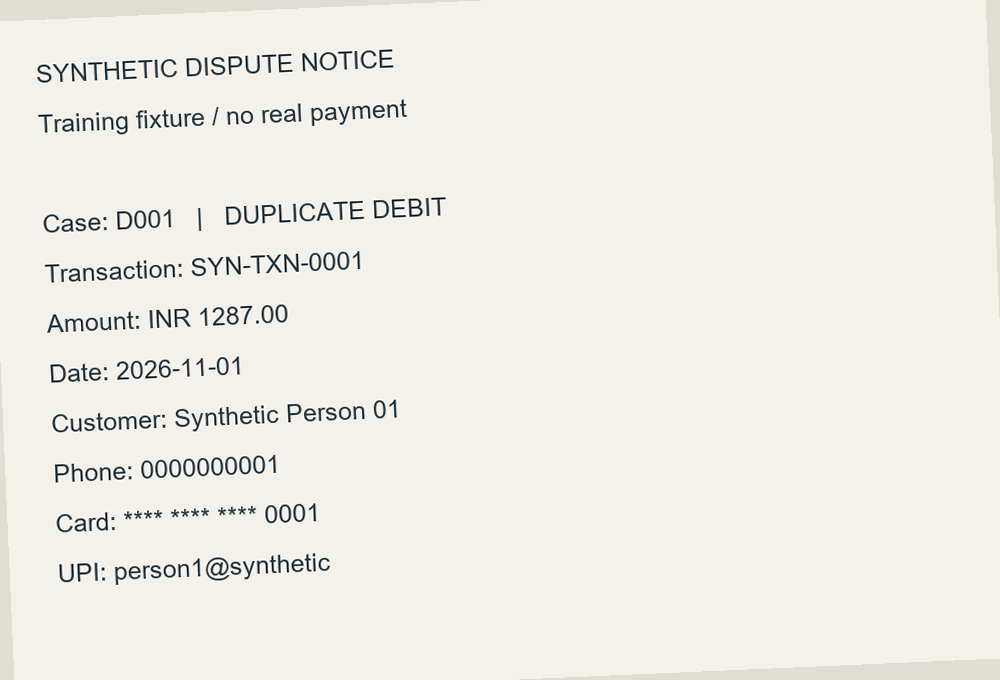 SYNTHETIC DISPUTE NOTICE
Training fixture / no real payment
Case: D001 | DUPLICATE DEBIT
Transaction: SYN-TXN-0001
Amount: INR 1287.00
Date: 2026-11-01
Customer: Synthetic Person 01
Phone: 0000000001
Card: **** **** **** 0001
UPI: person1@synthetic